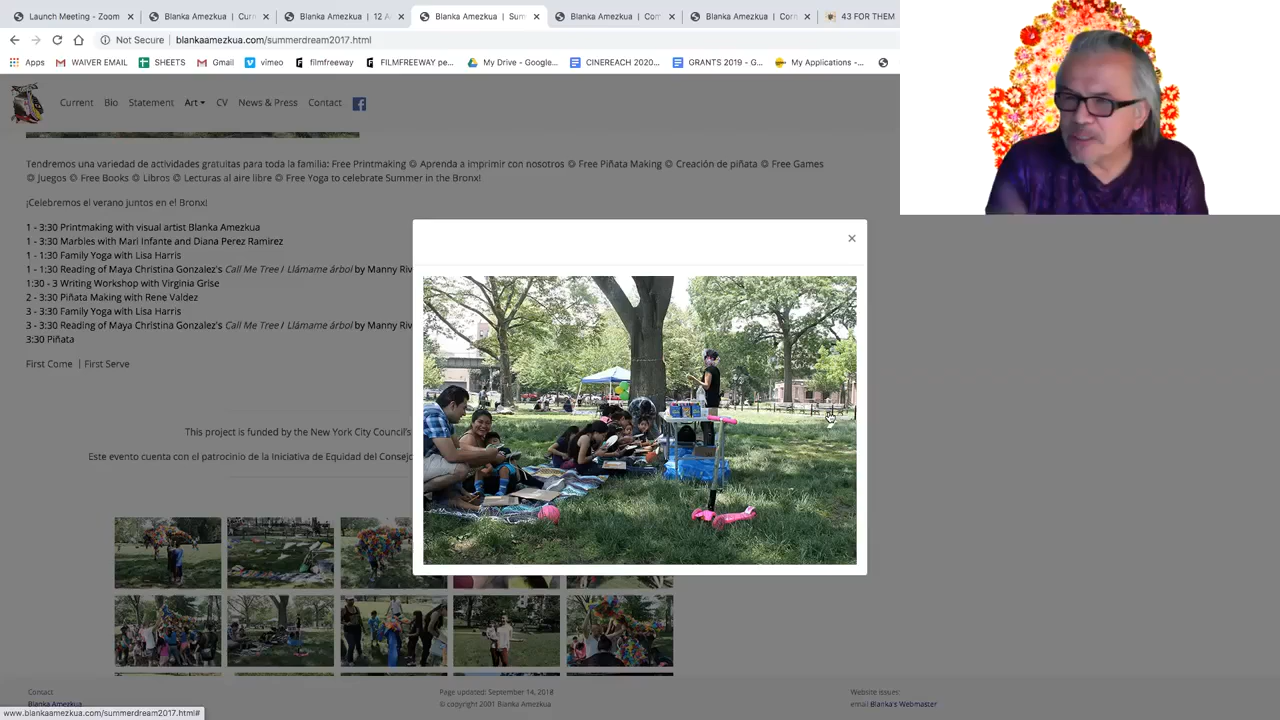 Launch Meeting - Zoom
Blanka Amezkua | Curr
Blanka Amezkua | 12 A
Blanka Amezkua | Sum
Blanka Amezkua | Com
Blanka Amezkua | Corn
43 FOR THEM
Not Secure | blankaamezkua.com/summerdream2017.html
Apps
WAIVER EMAIL
SHEETS
Gmail
vimeo
filmfreeway
FILMFREEWAY pe...
My Drive - Google...
CINEREACH 2020...
GRANTS 2019 - G...
My Applications -...
Current Bio Statement Art CV News & Press Contact
Tendremos una variedad de actividades gratuitas para toda la familia: Free Printmaking ❂ Aprenda a imprimir con nosotros ❂ Free Piñata Making ❂ Creación de piñata ❂ Free Games
❂ Juegos ❂ Free Books ❂ Libros ❂ Lecturas al aire libre ❂ Free Yoga to celebrate Summer in the Bronx!
¡Celebremos el verano juntos en el Bronx!
1 - 3:30 Printmaking with visual artist Blanka Amezkua
1 - 3:30 Marbles with Mari Infante and Diana Perez Ramirez
1 - 1:30 Family Yoga with Lisa Harris
1 - 1:30 Reading of Maya Christina Gonzalez's Call Me Tree / Llámame árbol by Manny Riv
1:30 - 3 Writing Workshop with Virginia Grise
2 - 3:30 Piñata Making with Rene Valdez
3 - 3:30 Family Yoga with Lisa Harris
3 - 3:30 Reading of Maya Christina Gonzalez's Call Me Tree / Llámame árbol by Manny Riv
3:30 Piñata
First Come | First Serve
This project is funded by the New York City Council's
Este evento cuenta con el patrocinio de la Iniciativa de Equidad del Consejo
Contact
Blanka Amezkua
Page updated: September 14, 2018
© copyright 2001 Blanka Amezkua
Website issues:
email Blanka's Webmaster
www.blankaamezkua.com/summerdream2017.html#